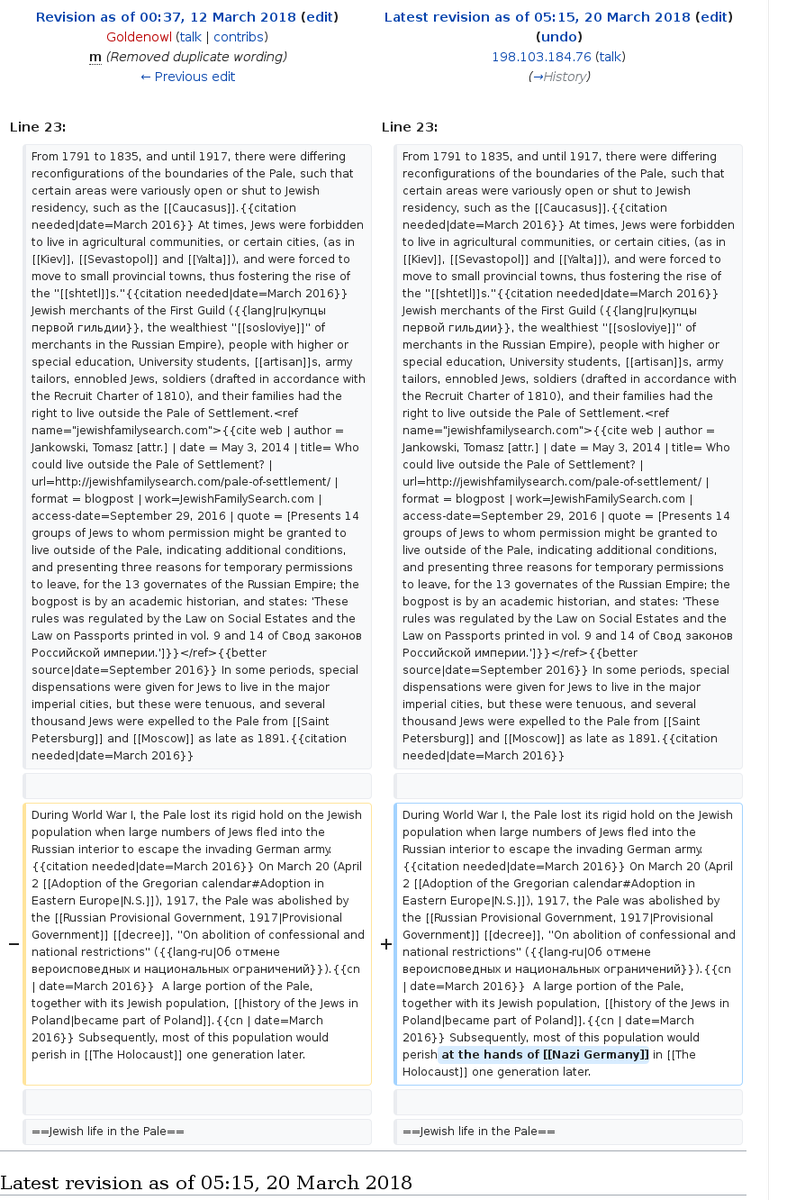 Revision as of 00:37, 12 March 2018 (edit)
Goldenowl (talk | contribs)
m (Removed duplicate wording)
← Previous edit
Latest revision as of 05:15, 20 March 2018 (edit)
(undo)
198.103.184.76 (talk)
(→History)
Line 23:
Line 23:
From 1791 to 1835, and until 1917, there were differing
reconfigurations of the boundaries of the Pale, such that
certain areas were variously open or shut to Jewish
residency, such as the [[Caucasus]].{{citation
needed|date=March 2016}} At times, Jews were forbidden
to live in agricultural communities, or certain cities, (as in
[[Kiev]], [[Sevastopol]] and [[Yalta]]), and were forced to
move to small provincial towns, thus fostering the rise of
the ''[[shtetl]]s.''{{citation needed|date=March 2016}}
Jewish merchants of the First Guild ({{lang|ru|купцы
первой гильдии}}, the wealthiest ''[[sosloviye]]'' of
merchants in the Russian Empire), people with higher or
special education, University students, [[artisan]]s, army
tailors, ennobled Jews, soldiers (drafted in accordance with
the Recruit Charter of 1810), and their families had the
right to live outside the Pale of Settlement.<ref
name="jewishfamilysearch.com">{{cite web | author =
Jankowski, Tomasz [attr.] | date = May 3, 2014 | title= Who
could live outside the Pale of Settlement? |
url=http://jewishfamilysearch.com/pale-of-settlement/ |
format = blogpost | work=JewishFamilySearch.com |
access-date=September 29, 2016 | quote = [Presents 14
groups of Jews to whom permission might be granted to
live outside of the Pale, indicating additional conditions,
and presenting three reasons for temporary permissions
to leave, for the 13 governates of the Russian Empire; the
bogpost is by an academic historian, and states: 'These
rules was regulated by the Law on Social Estates and the
Law on Passports printed in vol. 9 and 14 of Свод законов
Российской империи.']}}</ref>{{better
source|date=September 2016}} In some periods, special
dispensations were given for Jews to live in the major
imperial cities, but these were tenuous, and several
thousand Jews were expelled to the Pale from [[Saint
Petersburg]] and [[Moscow]] as late as 1891.{{citation
needed|date=March 2016}}
From 1791 to 1835, and until 1917, there were differing
reconfigurations of the boundaries of the Pale, such that
certain areas were variously open or shut to Jewish
residency, such as the [[Caucasus]].{{citation
needed|date=March 2016}} At times, Jews were forbidden
to live in agricultural communities, or certain cities, (as in
[[Kiev]], [[Sevastopol]] and [[Yalta]]), and were forced to
move to small provincial towns, thus fostering the rise of
the ''[[shtetl]]s.''{{citation needed|date=March 2016}}
Jewish merchants of the First Guild ({{lang|ru|купцы
первой гильдии}}, the wealthiest ''[[sosloviye]]'' of
merchants in the Russian Empire), people with higher or
special education, University students, [[artisan]]s, army
tailors, ennobled Jews, soldiers (drafted in accordance with
the Recruit Charter of 1810), and their families had the
right to live outside the Pale of Settlement.<ref
name="jewishfamilysearch.com">{{cite web | author =
Jankowski, Tomasz [attr.] | date = May 3, 2014 | title= Who
could live outside the Pale of Settlement? |
url=http://jewishfamilysearch.com/pale-of-settlement/ |
format = blogpost | work=JewishFamilySearch.com |
access-date=September 29, 2016 | quote = [Presents 14
groups of Jews to whom permission might be granted to
live outside of the Pale, indicating additional conditions,
and presenting three reasons for temporary permissions
to leave, for the 13 governates of the Russian Empire; the
bogpost is by an academic historian, and states: 'These
rules was regulated by the Law on Social Estates and the
Law on Passports printed in vol. 9 and 14 of Свод законов
Российской империи.']}}</ref>{{better
source|date=September 2016}} In some periods, special
dispensations were given for Jews to live in the major
imperial cities, but these were tenuous, and several
thousand Jews were expelled to the Pale from [[Saint
Petersburg]] and [[Moscow]] as late as 1891.{{citation
needed|date=March 2016}}
−
During World War I, the Pale lost its rigid hold on the Jewish
population when large numbers of Jews fled into the
Russian interior to escape the invading German army.
{{citation needed|date=March 2016}} On March 20 (April
2 [[Adoption of the Gregorian calendar#Adoption in
Eastern Europe|N.S.]]), 1917, the Pale was abolished by
the [[Russian Provisional Government, 1917|Provisional
Government]] [[decree]], ''On abolition of confessional and
national restrictions'' ({{lang-ru|Об отмене
вероисповедных и национальных ограничений}}).{{cn
| date=March 2016}}  A large portion of the Pale,
together with its Jewish population, [[history of the Jews in
Poland|became part of Poland]].{{cn | date=March
2016}} Subsequently, most of this population would
perish in [[The Holocaust]] one generation later.
+
During World War I, the Pale lost its rigid hold on the Jewish
population when large numbers of Jews fled into the
Russian interior to escape the invading German army.
{{citation needed|date=March 2016}} On March 20 (April
2 [[Adoption of the Gregorian calendar#Adoption in
Eastern Europe|N.S.]]), 1917, the Pale was abolished by
the [[Russian Provisional Government, 1917|Provisional
Government]] [[decree]], ''On abolition of confessional and
national restrictions'' ({{lang-ru|Об отмене
вероисповедных и национальных ограничений}}).{{cn
| date=March 2016}}  A large portion of the Pale,
together with its Jewish population, [[history of the Jews in
Poland|became part of Poland]].{{cn | date=March
2016}} Subsequently, most of this population would
perish at the hands of [[Nazi Germany]] in [[The
Holocaust]] one generation later.
==Jewish life in the Pale==
==Jewish life in the Pale==
Latest revision as of 05:15, 20 March 2018